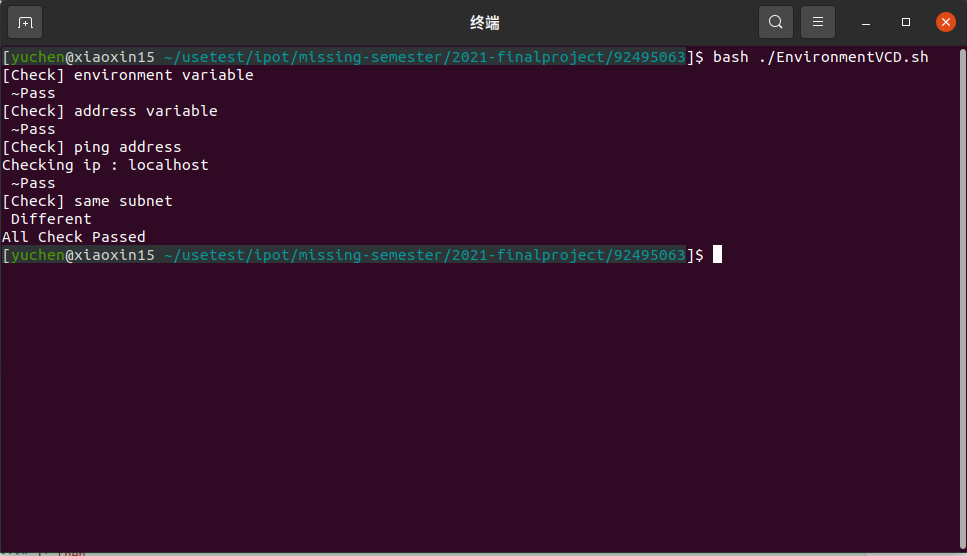 终端
[yuchen@xiaoxin15 ~/usetest/ipot/missing-semester/2021-finalproject/92495063]$ bash ./EnvironmentVCD.sh
[Check] environment variable
 ~Pass
[Check] address variable
 ~Pass
[Check] ping address
Checking ip : localhost
 ~Pass
[Check] same subnet
 Different
All Check Passed
[yuchen@xiaoxin15 ~/usetest/ipot/missing-semester/2021-finalproject/92495063]$